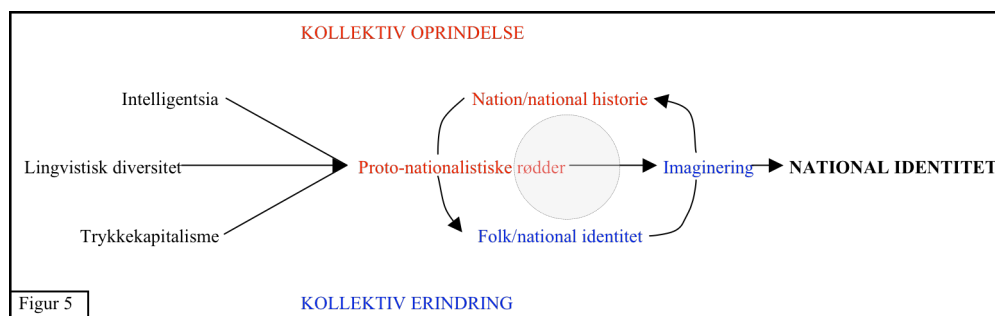 KOLLEKTIV OPRINDELSE
Intelligentsia
Nation/national historie
Lingvistisk diversitet
Proto-nationalistiske rødder
Imaginering
NATIONAL IDENTITET
Trykkekapitalisme
Folk/national identitet
Figur 5
KOLLEKTIV ERINDRING